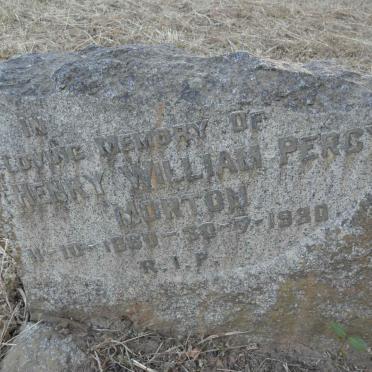 IN
LOVING MEMORY OF
HENRY WILLIAM PERCY
MORTON
R.I.P.